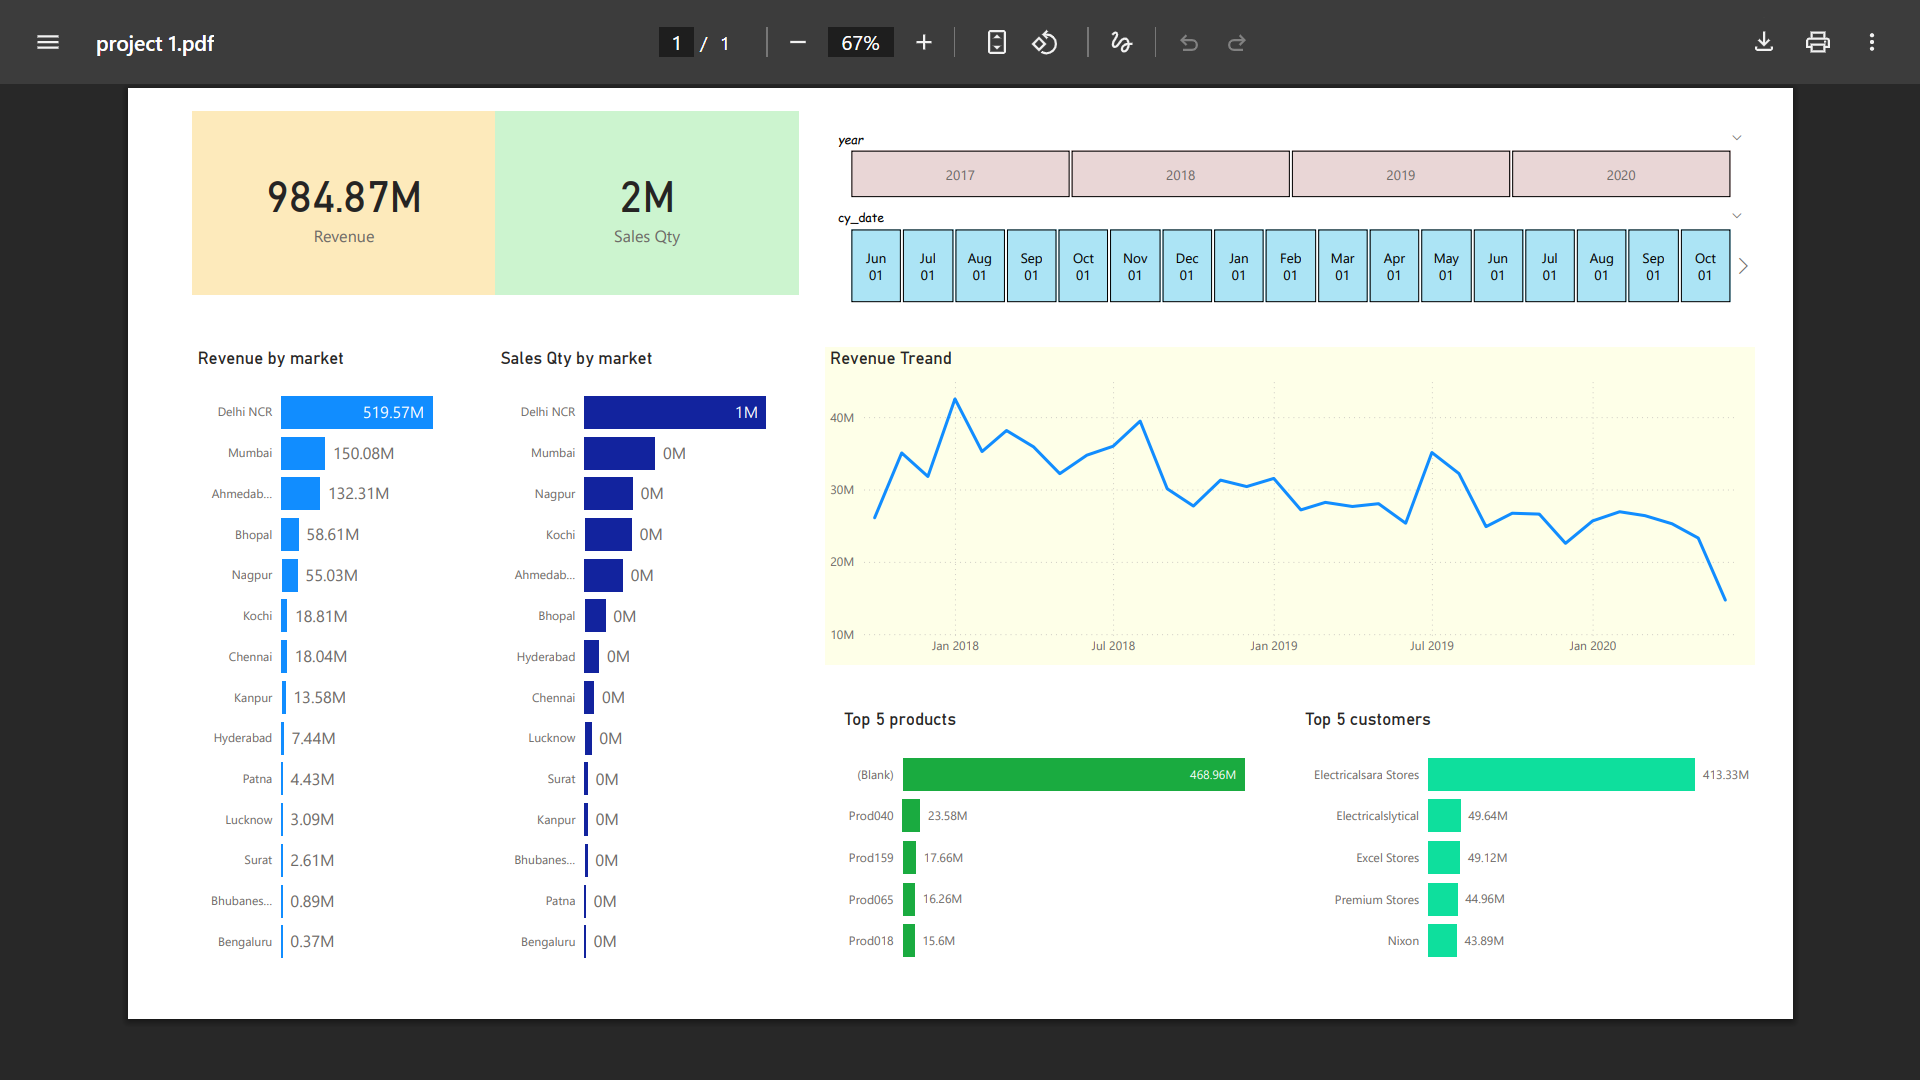 project 1.pdf
1 / 1
67%
984.87M
Revenue
2M
Sales Qty
year
2017 2018 2019 2020
cy_date
Jun 01 Jul 01 Aug 01 Sep 01 Oct 01 Nov 01 Dec 01 Jan 01 Feb 01 Mar 01 Apr 01 May 01 Jun 01 Jul 01 Aug 01 Sep 01 Oct 01
Revenue by market
Delhi NCR 519.57M
Mumbai 150.08M
Ahmedab... 132.31M
Bhopal 58.61M
Nagpur 55.03M
Kochi 18.81M
Chennai 18.04M
Kanpur 13.58M
Hyderabad 7.44M
Patna 4.43M
Lucknow 3.09M
Surat 2.61M
Bhubanes... 0.89M
Bengaluru 0.37M
Sales Qty by market
Delhi NCR 1M
Mumbai 0M
Nagpur 0M
Kochi 0M
Ahmedab... 0M
Bhopal 0M
Hyderabad 0M
Chennai 0M
Lucknow 0M
Surat 0M
Kanpur 0M
Bhubanes... 0M
Patna 0M
Bengaluru 0M
Revenue Treand
40M
30M
20M
10M
Jan 2018 Jul 2018 Jan 2019 Jul 2019 Jan 2020
Top 5 products
(Blank) 468.96M
Prod040 23.58M
Prod159 17.66M
Prod065 16.26M
Prod018 15.6M
Top 5 customers
Electricalsara Stores 413.33M
Electricalslytical 49.64M
Excel Stores 49.12M
Premium Stores 44.96M
Nixon 43.89M